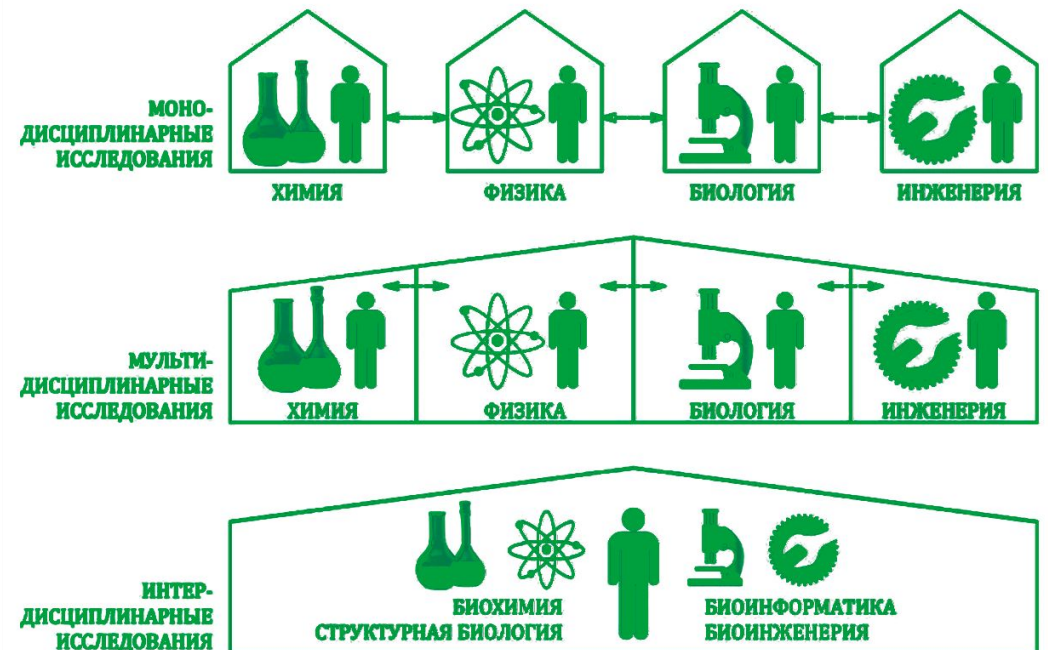 МОНО-
ДИСЦИПЛИНАРНЫЕ
ИССЛЕДОВАНИЯ
ХИМИЯ
ФИЗИКА
БИОЛОГИЯ
ИНЖЕНЕРИЯ
МУЛЬТИ-
ДИСЦИПЛИНАРНЫЕ
ИССЛЕДОВАНИЯ
ХИМИЯ
ФИЗИКА
БИОЛОГИЯ
ИНЖЕНЕРИЯ
ИНТЕР-
ДИСЦИПЛИНАРНЫЕ
ИССЛЕДОВАНИЯ
БИОХИМИЯ
СТРУКТУРНАЯ БИОЛОГИЯ
БИОИНФОРМАТИКА
БИОИНЖЕНЕРИЯ